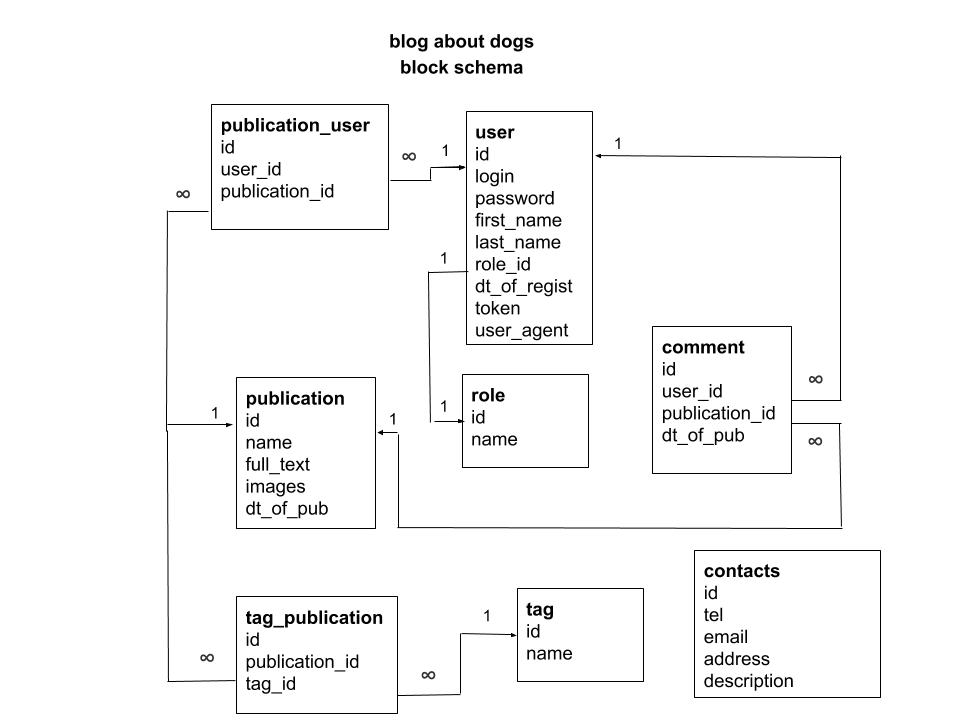 blog about dogs
block schema
publication_user
id
user_id
publication_id
∞
∞
1
user
id
login
password
first_name
last_name
role_id
dt_of_regist
token
user_agent
1
1
1
role
id
name
comment
id
user_id
publication_id
dt_of_pub
∞
∞
1
publication
id
name
full_text
images
dt_of_pub
1
tag_publication
id
publication_id
tag_id
∞
∞
1
tag
id
name
contacts
id
tel
email
address
description